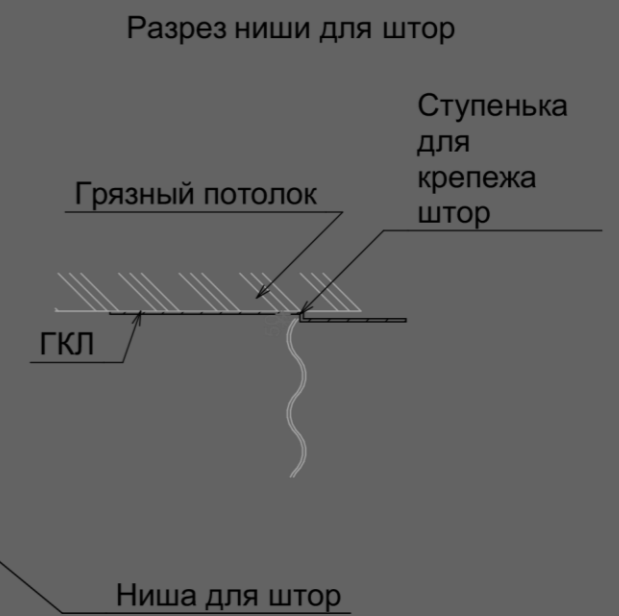 Разрез ниши для штор
Ступенька
для
крепежа
штор
Грязный потолок
ГКЛ
Ниша для штор